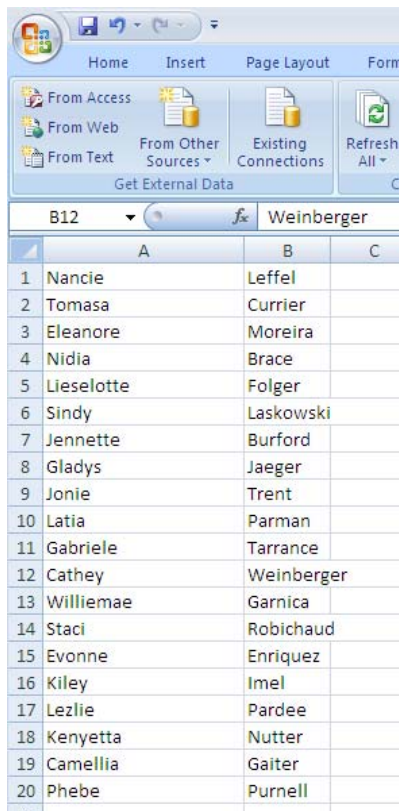 Home Insert Page Layout Form
From Access
From Web
From Text
From Other
Sources
Existing
Connections
Refresh
All
Get External Data
B12 fx Weinberger
A B C
1 Nancie Leffel
2 Tomasa Currier
3 Eleanore Moreira
4 Nidia Brace
5 Lieselotte Folger
6 Sindy Laskowski
7 Jennette Burford
8 Gladys Jaeger
9 Jonie Trent
10 Latia Parman
11 Gabriele Tarrance
12 Cathey Weinberger
13 Williemae Garnica
14 Staci Robichaud
15 Evonne Enriquez
16 Kiley Imel
17 Lezlie Pardee
18 Kenyetta Nutter
19 Camellia Gaiter
20 Phebe Purnell